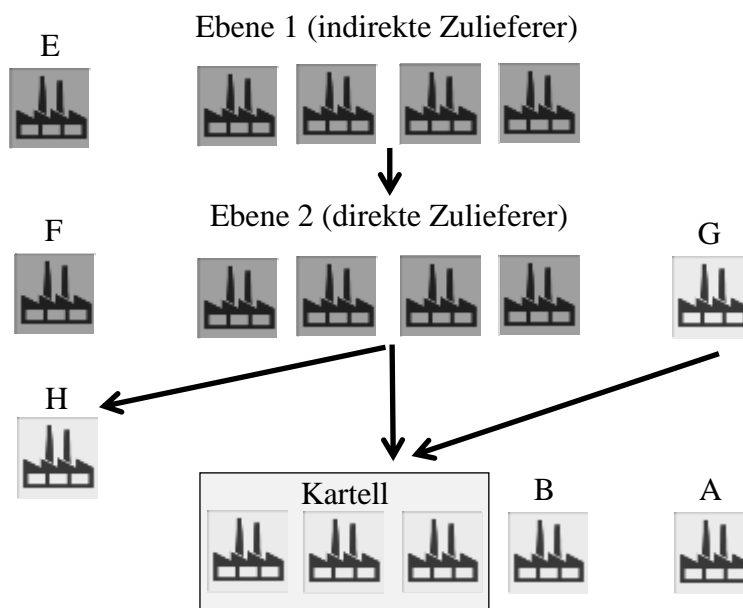 Ebene 1 (indirekte Zulieferer)
E
Ebene 2 (direkte Zulieferer)
F
G
H
Kartell
B
A